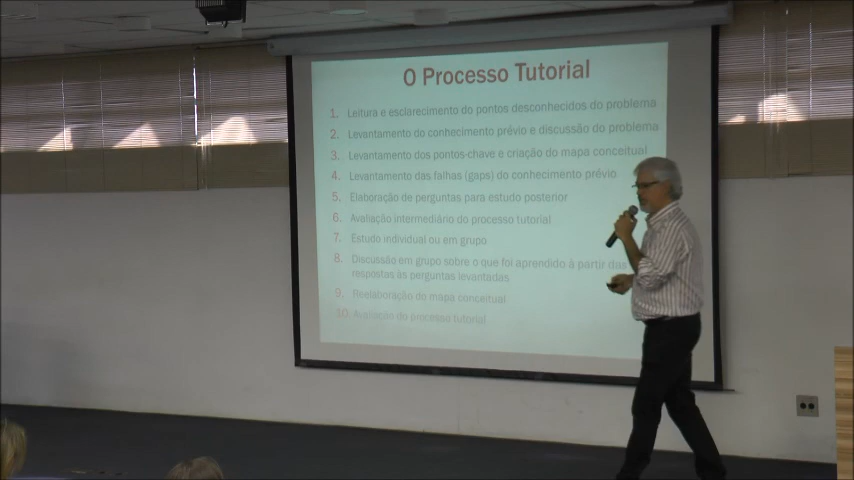 O Processo Tutorial
1. Leitura e esclarecimento do pontos desconhecidos do problema
2. Levantamento do conhecimento prévio e discussão do problema
3. Levantamento dos pontos-chave e criação do mapa conceitual
4. Levantamento das falhas (gaps) do conhecimento prévio
5. Elaboração de perguntas para estudo posterior
6. Avaliação intermediário do processo tutorial
7. Estudo individual ou em grupo
8. Discussão em grupo sobre o que foi aprendido à partir das
respostas às perguntas levantadas
9. Reelaboração do mapa conceitual
10. Avaliação do processo tutorial